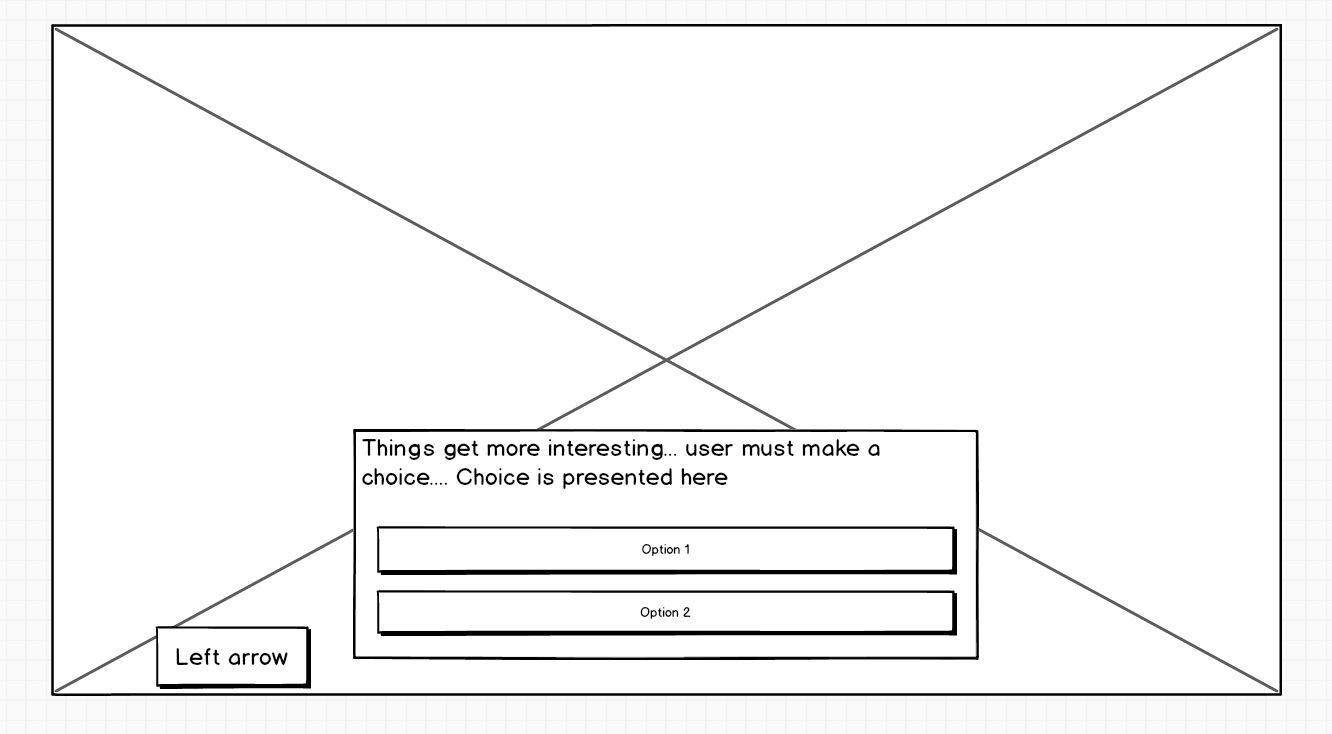 Things get more interesting... user must make a
choice.... Choice is presented here
Option 1
Option 2
Left arrow